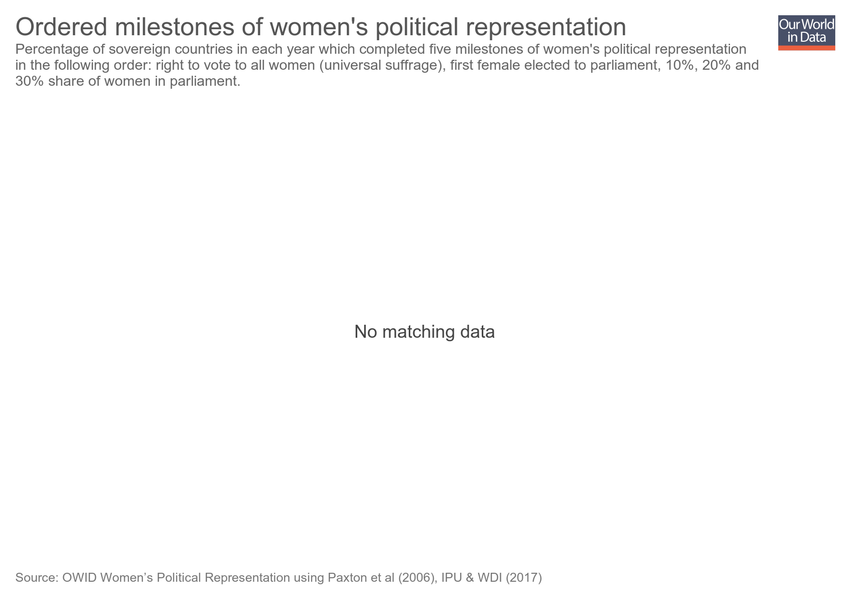 Ordered milestones of women's political representation
Our World
in Data
Percentage of sovereign countries in each year which completed five milestones of women's political representation
in the following order: right to vote to all women (universal suffrage), first female elected to parliament, 10%, 20% and
30% share of women in parliament.
No matching data
Source: OWID Women’s Political Representation using Paxton et al (2006), IPU & WDI (2017)